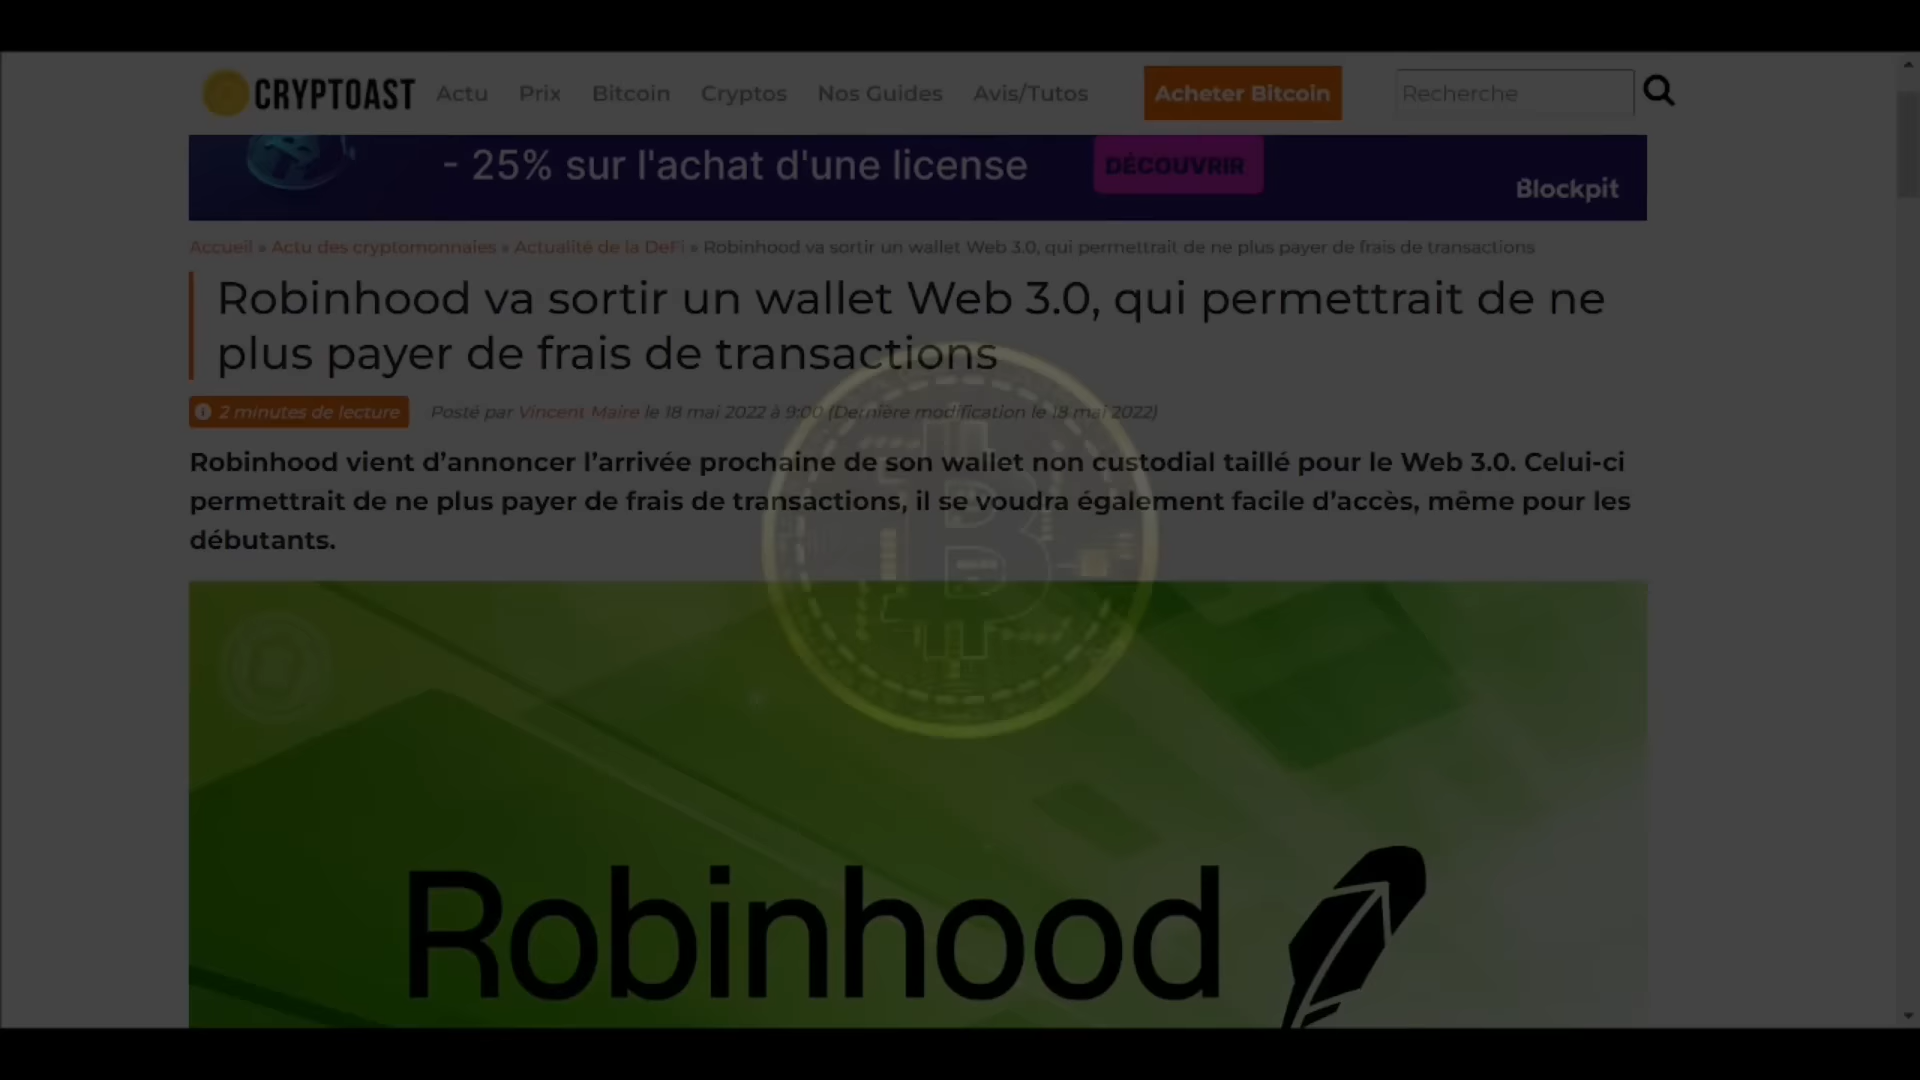 CRYPTOAST Actu Prix Bitcoin Cryptos Nos Guides Avis/Tutos Acheter Bitcoin Recherche
- 25% sur l'achat d'une license DÉCOUVRIR
Blockpit
Accueil » Actu des cryptomonnaies » Actualité de la DeFi » Robinhood va sortir un wallet Web 3.0, qui permettrait de ne plus payer de frais de transactions
Robinhood va sortir un wallet Web 3.0, qui permettrait de ne
plus payer de frais de transactions
2 minutes de lecture Posté par Vincent Maire le 18 mai 2022 à 9:00 (Dernière modification le 18 mai 2022)
Robinhood vient d’annoncer l’arrivée prochaine de son wallet non custodial taillé pour le Web 3.0. Celui-ci
permettrait de ne plus payer de frais de transactions, il se voudra également facile d’accès, même pour les
débutants.
Robinhood